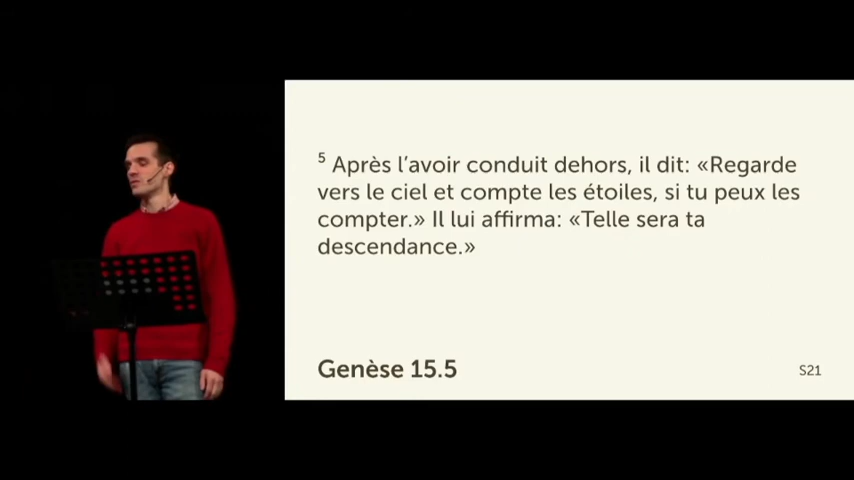 5 Après l’avoir conduit dehors, il dit: «Regarde
vers le ciel et compte les étoiles, si tu peux les
compter.» Il lui affirma: «Telle sera ta
descendance.»
Genèse 15.5
S21